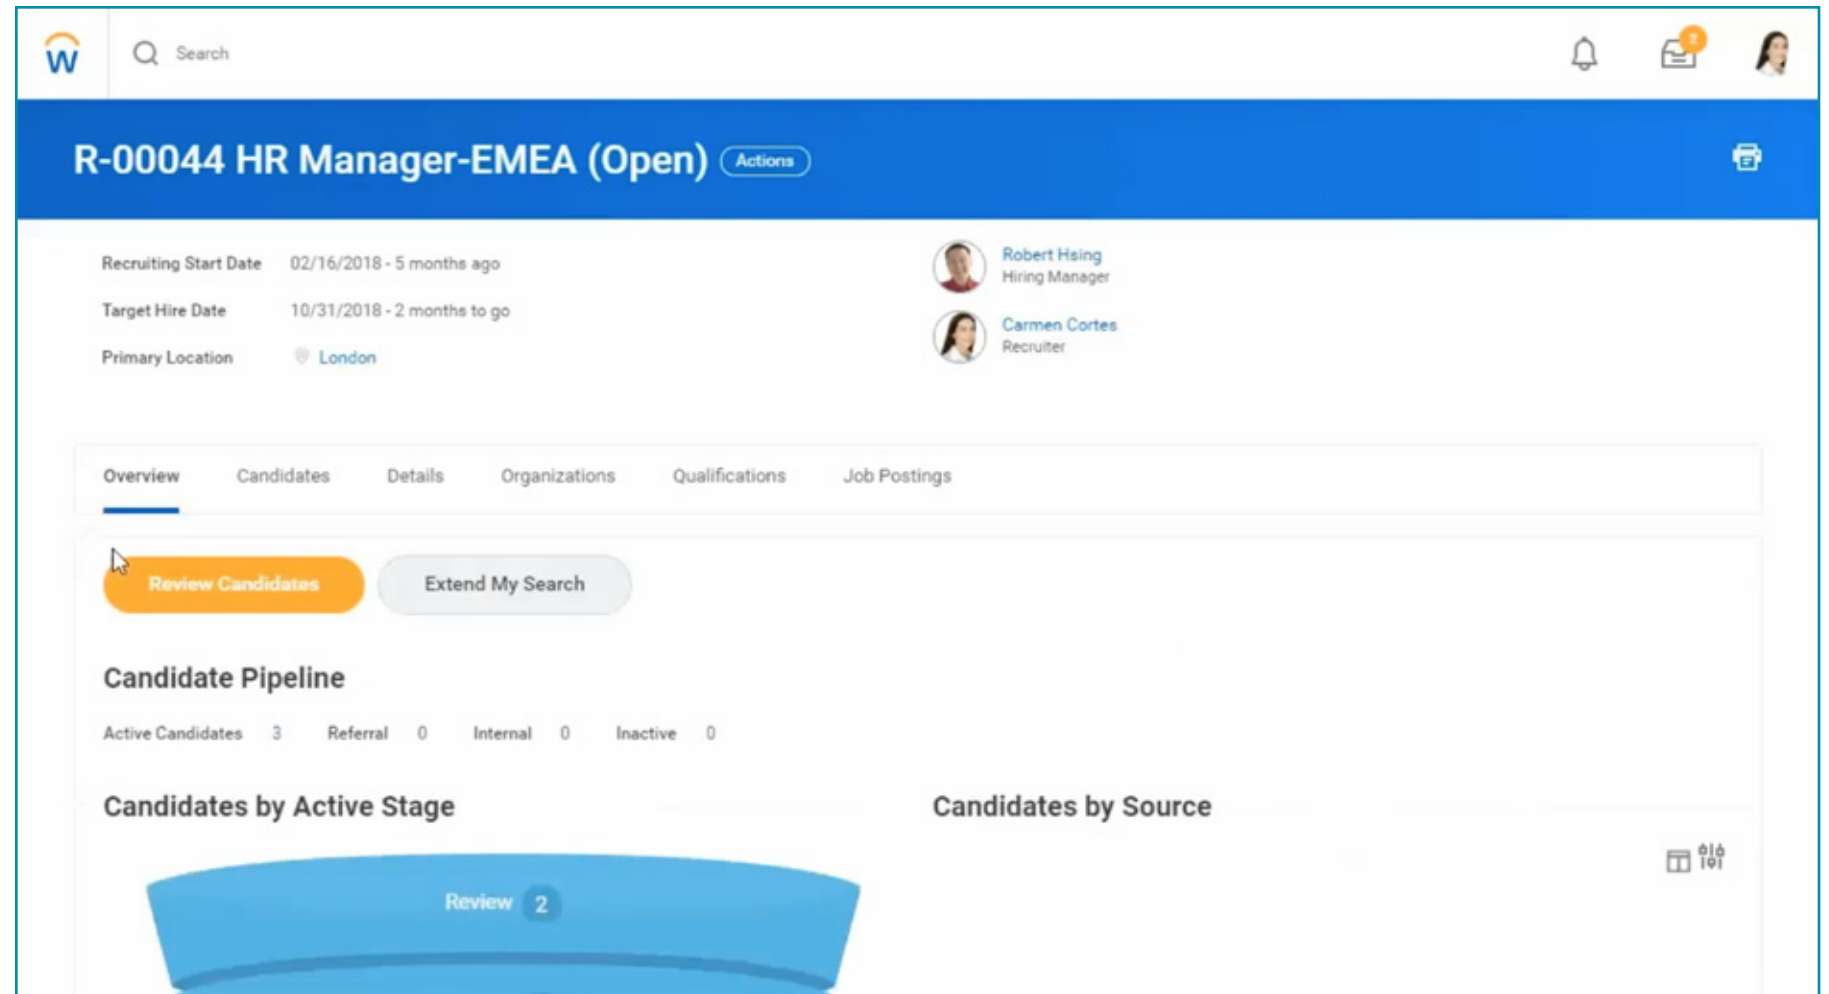 W
Search
2
R-00044 HR Manager-EMEA (Open) Actions
Recruiting Start Date 02/16/2018 - 5 months ago
Target Hire Date 10/31/2018 - 2 months to go
Primary Location London
Robert Hsing
Hiring Manager
Carmen Cortes
Recruiter
Overview Candidates Details Organizations Qualifications Job Postings
Review Candidates Extend My Search
Candidate Pipeline
Active Candidates 3 Referral 0 Internal 0 Inactive 0
Candidates by Active Stage
Candidates by Source
Review 2